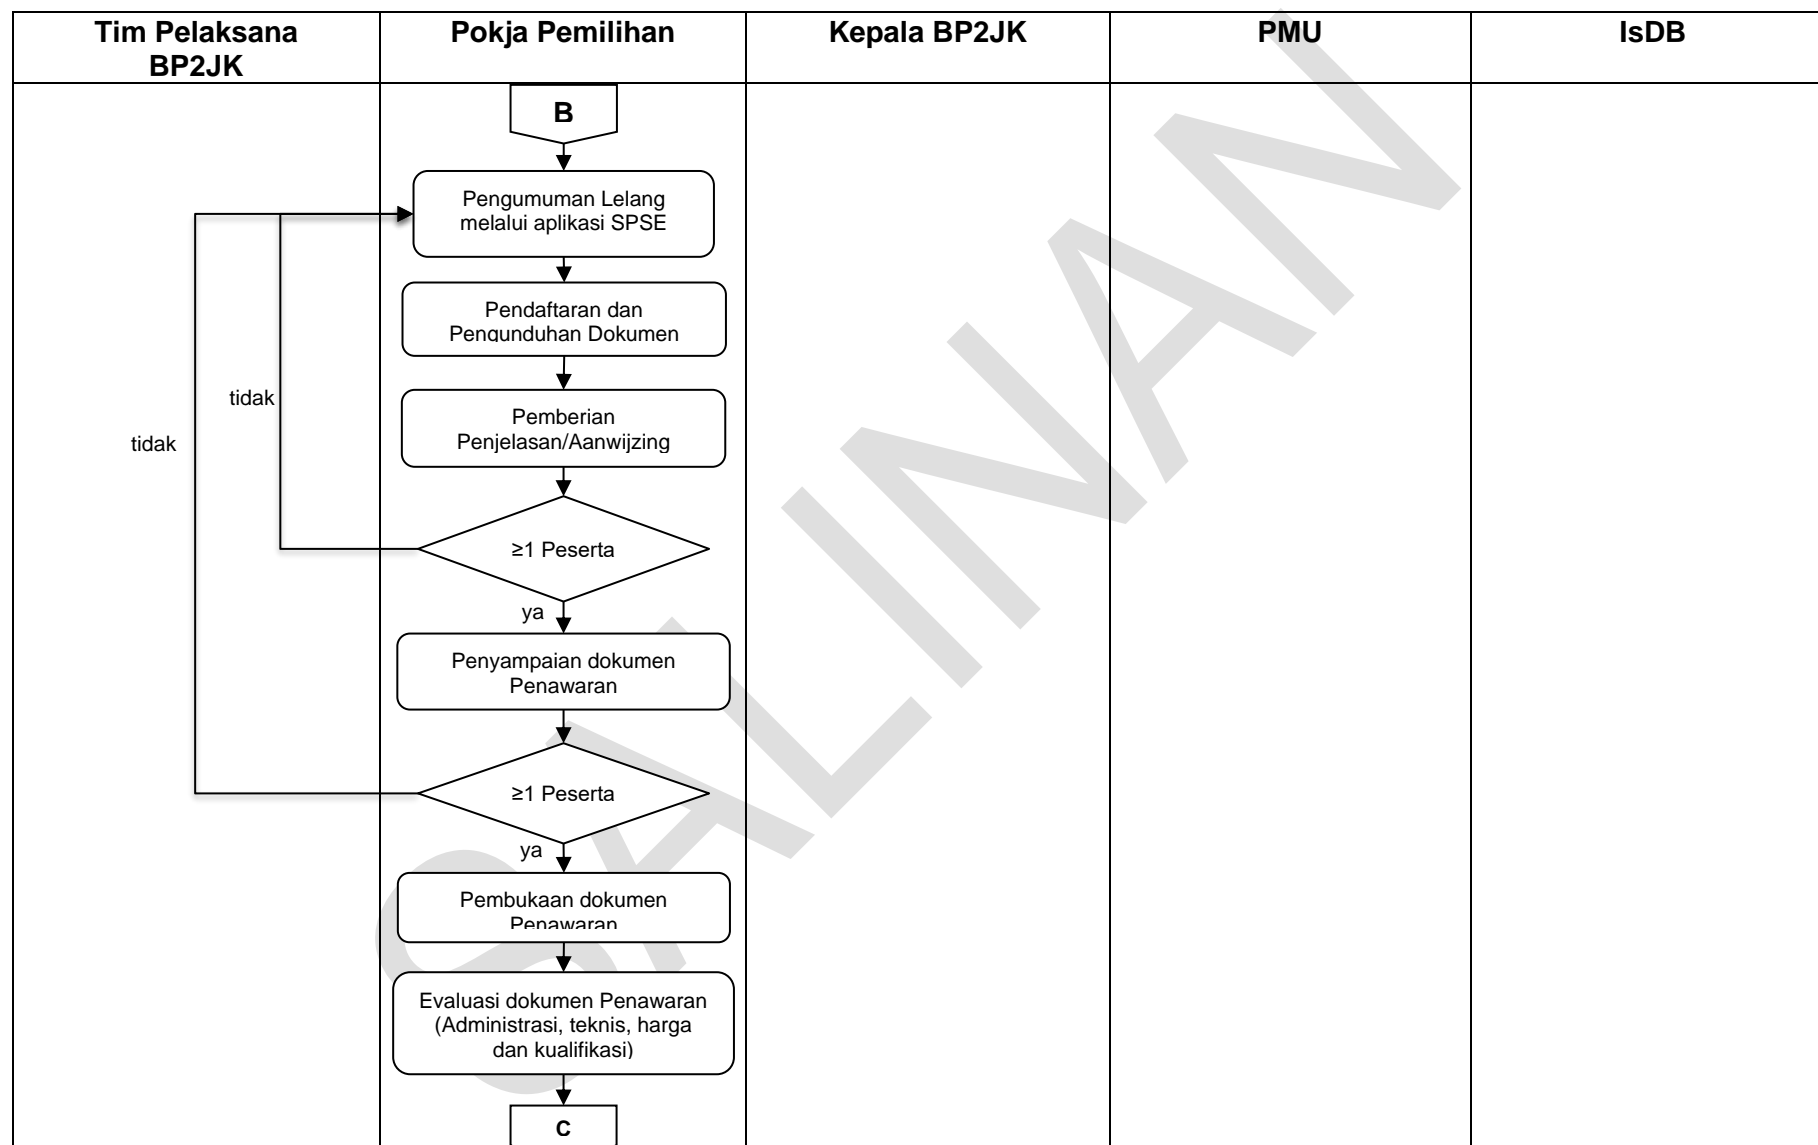 Tim Pelaksana
BP2JK
Pokja Pemilihan
Kepala BP2JK
PMU
IsDB
B
Pengumuman Lelang
melalui aplikasi SPSE
Pendaftaran dan
Pengunduhan Dokumen
tidak
Pemberian
Penjelasan/Aanwijzing
tidak
≥1 Peserta
ya
Penyampaian dokumen
Penawaran
≥1 Peserta
ya
Pembukaan dokumen
Penawaran
Evaluasi dokumen Penawaran
(Administrasi, teknis, harga
dan kualifikasi)
C
SALINAN